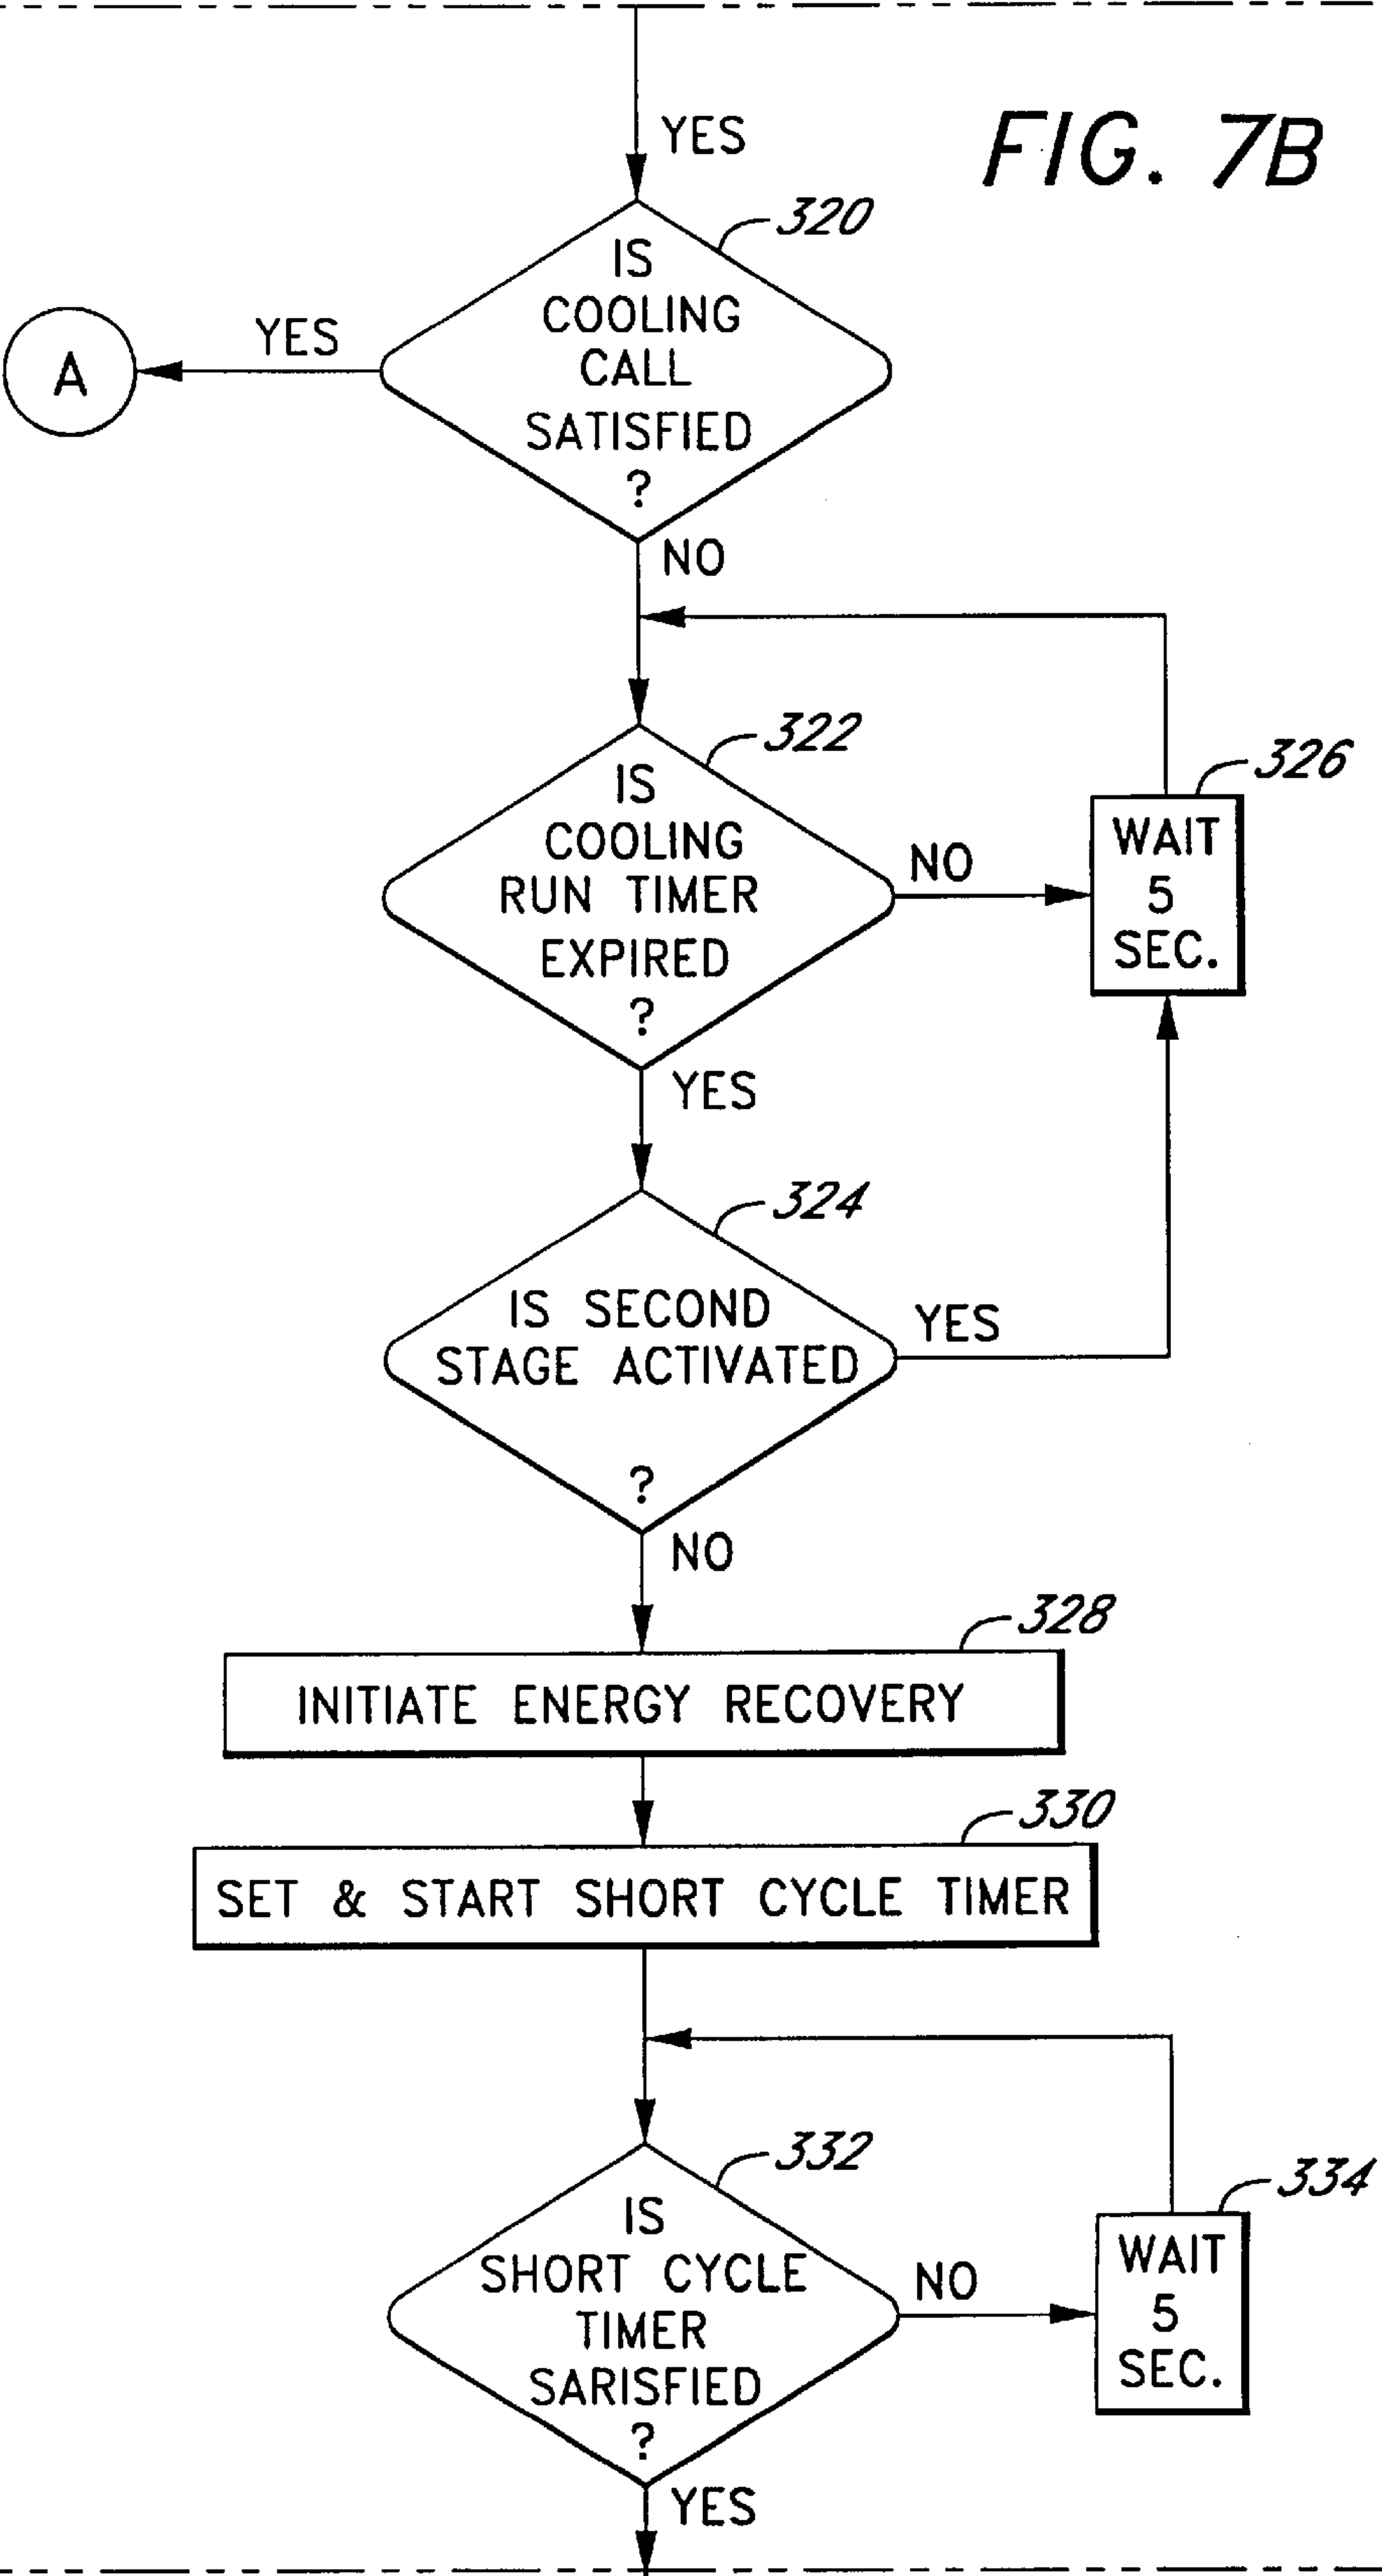 FIG. 7B
YES
320
IS
COOLING
CALL
SATISFIED
?
YES
A
NO
322
IS
COOLING
RUN TIMER
EXPIRED
?
NO
326
WAIT
5
SEC.
YES
324
IS SECOND
STAGE ACTIVATED
?
YES
NO
328
INITIATE ENERGY RECOVERY
330
SET & START SHORT CYCLE TIMER
332
IS
SHORT CYCLE
TIMER
SARISFIED
?
NO
334
WAIT
5
SEC.
YES